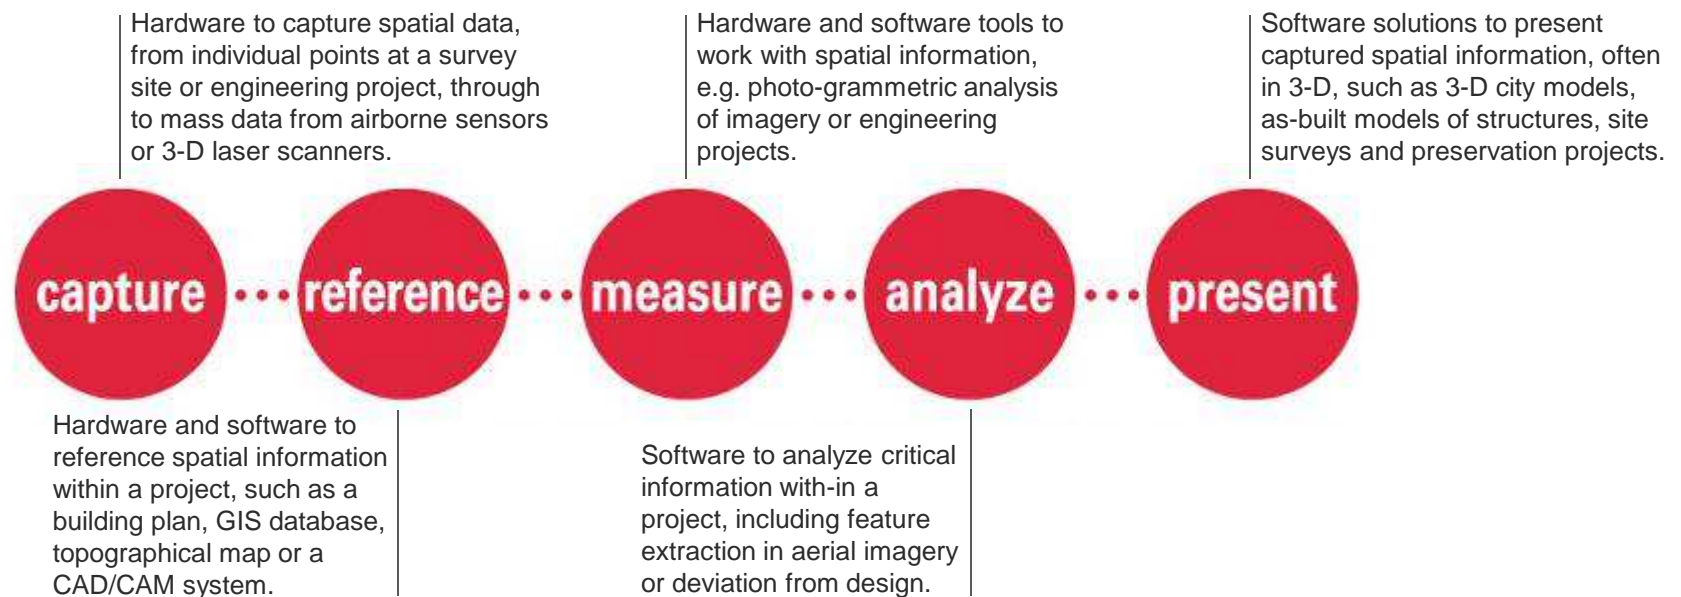 Hardware to capture spatial data,
from individual points at a survey
site or engineering project, through
to mass data from airborne sensors
or 3-D laser scanners.
Hardware and software tools to
work with spatial information,
e.g. photo-grammetric analysis
of imagery or engineering
projects.
Software solutions to present
captured spatial information, often
in 3-D, such as 3-D city models,
as-built models of structures, site
surveys and preservation projects.
capture
reference
measure
analyze
present
Hardware and software to
reference spatial information
within a project, such as a
building plan, GIS database,
topographical map or a
CAD/CAM system.
Software to analyze critical
information with-in a
project, including feature
extraction in aerial imagery
or deviation from design.